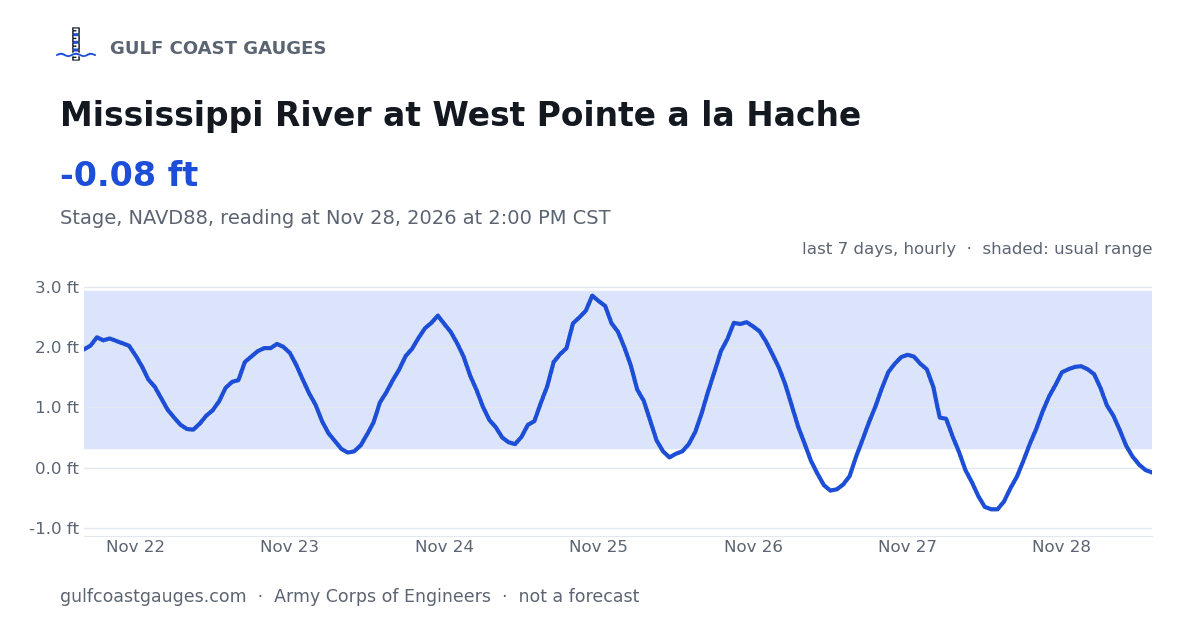 GULF COAST GAUGES
Mississippi River at West Pointe a la Hache
-0.08 ft
Stage, NAVD88, reading at Nov 28, 2026 at 2:00 PM CST
last 7 days, hourly · shaded: usual range
3.0 ft
2.0 ft
1.0 ft
0.0 ft
-1.0 ft
Nov 22 Nov 23 Nov 24 Nov 25 Nov 26 Nov 27 Nov 28
gulfcoastgauges.com · Army Corps of Engineers · not a forecast